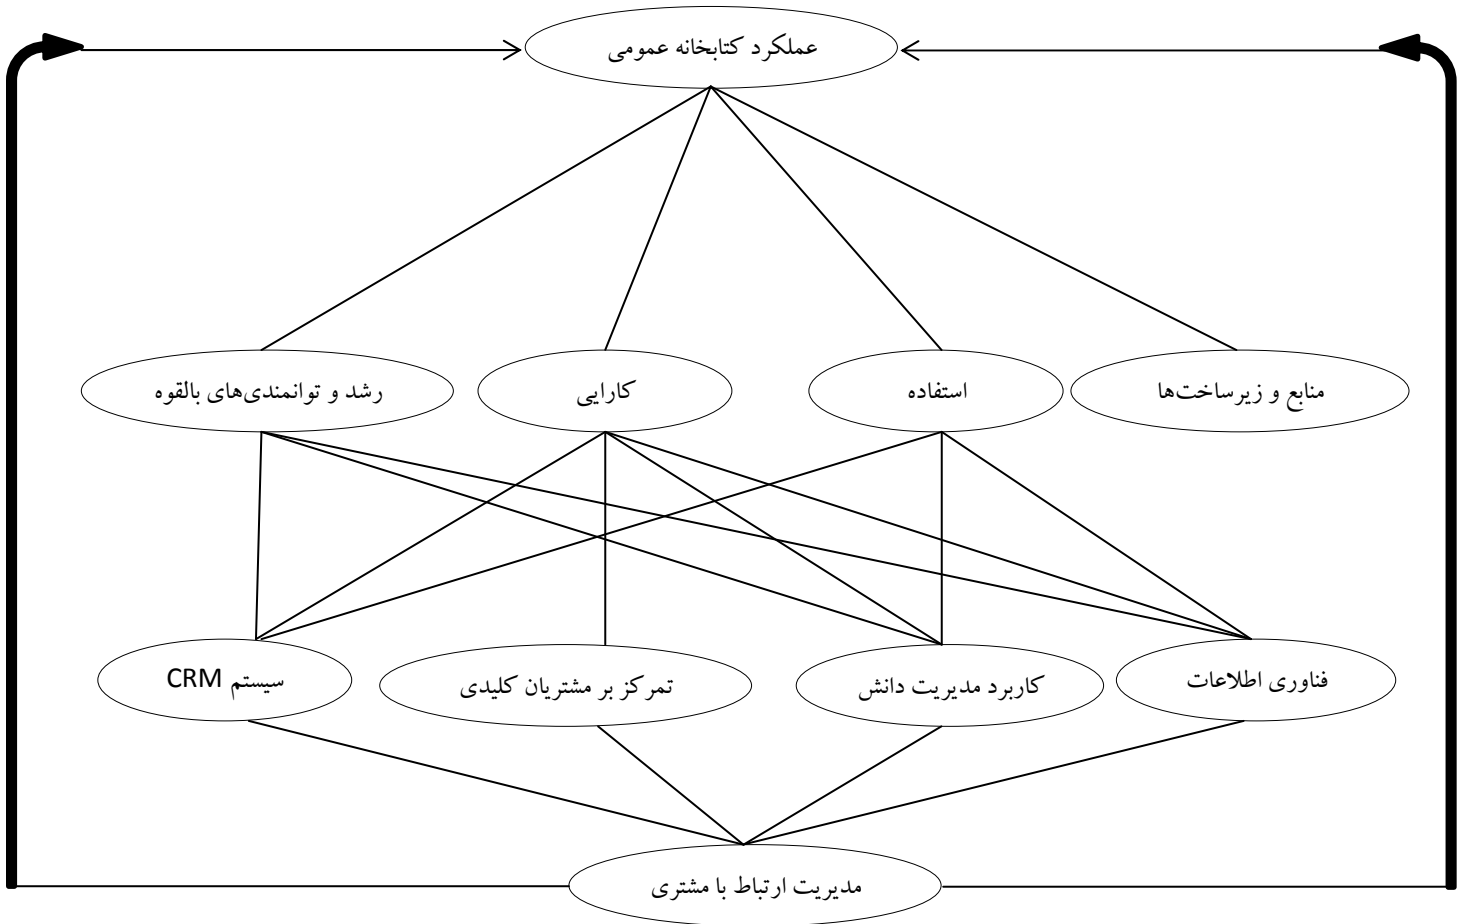 عملکرد کتابخانه عمومی
منابع و زیرساخت‌ها
استفاده
کارایی
رشد و توانمندی‌های بالقوه
فناوری اطلاعات
کاربرد مدیریت دانش
تمرکز بر مشتریان کلیدی
سیستم CRM
مدیریت ارتباط با مشتری